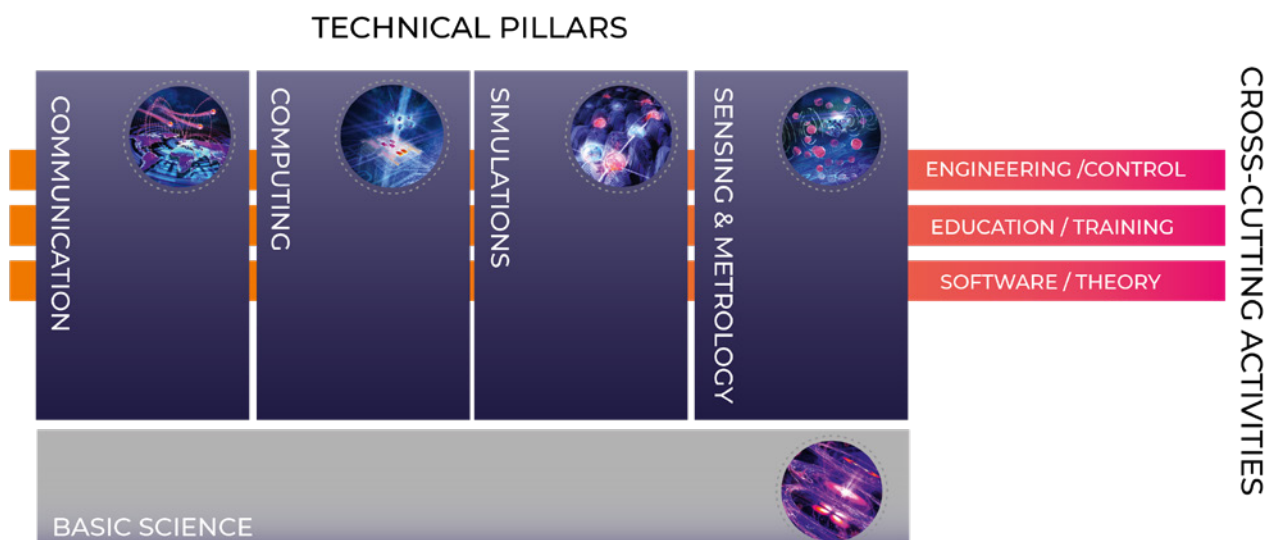 TECHNICAL PILLARS
COMMUNICATION
COMPUTING
SIMULATIONS
SENSING & METROLOGY
ENGINEERING /CONTROL
EDUCATION / TRAINING
SOFTWARE / THEORY
CROSS-CUTTING ACTIVITIES
BASIC SCIENCE